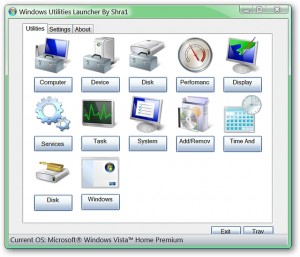 Windows Utilities Launcher By Shra1
Utilities Settings About
Computer Device Disk Perfomanc Display
Services Task System Add/Remov Time And
Disk Windows
Exit Tray
Current OS: Microsoft® Windows Vista™ Home Premium